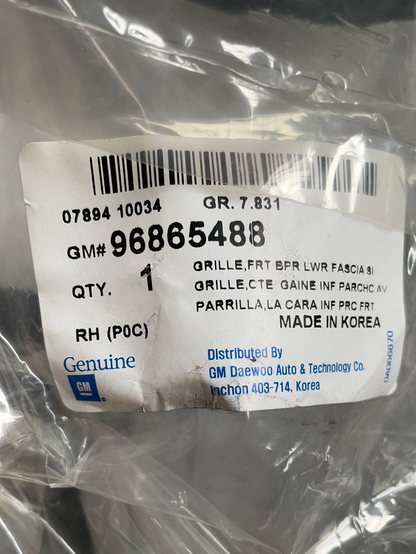 07894 10034 GR. 7.831
GM# 96865488
QTY. 1
GRILLE,FRT BPR LWR FASCIA SI
GRILLE,CTE GAINE INF PARCHC AV
PARRILLA,LA CARA INF PRC FRT
MADE IN KOREA
RH (P0C)
Genuine
GM
Distributed By
GM Daewoo Auto & Technology Co.
Inchon 403-714, Korea